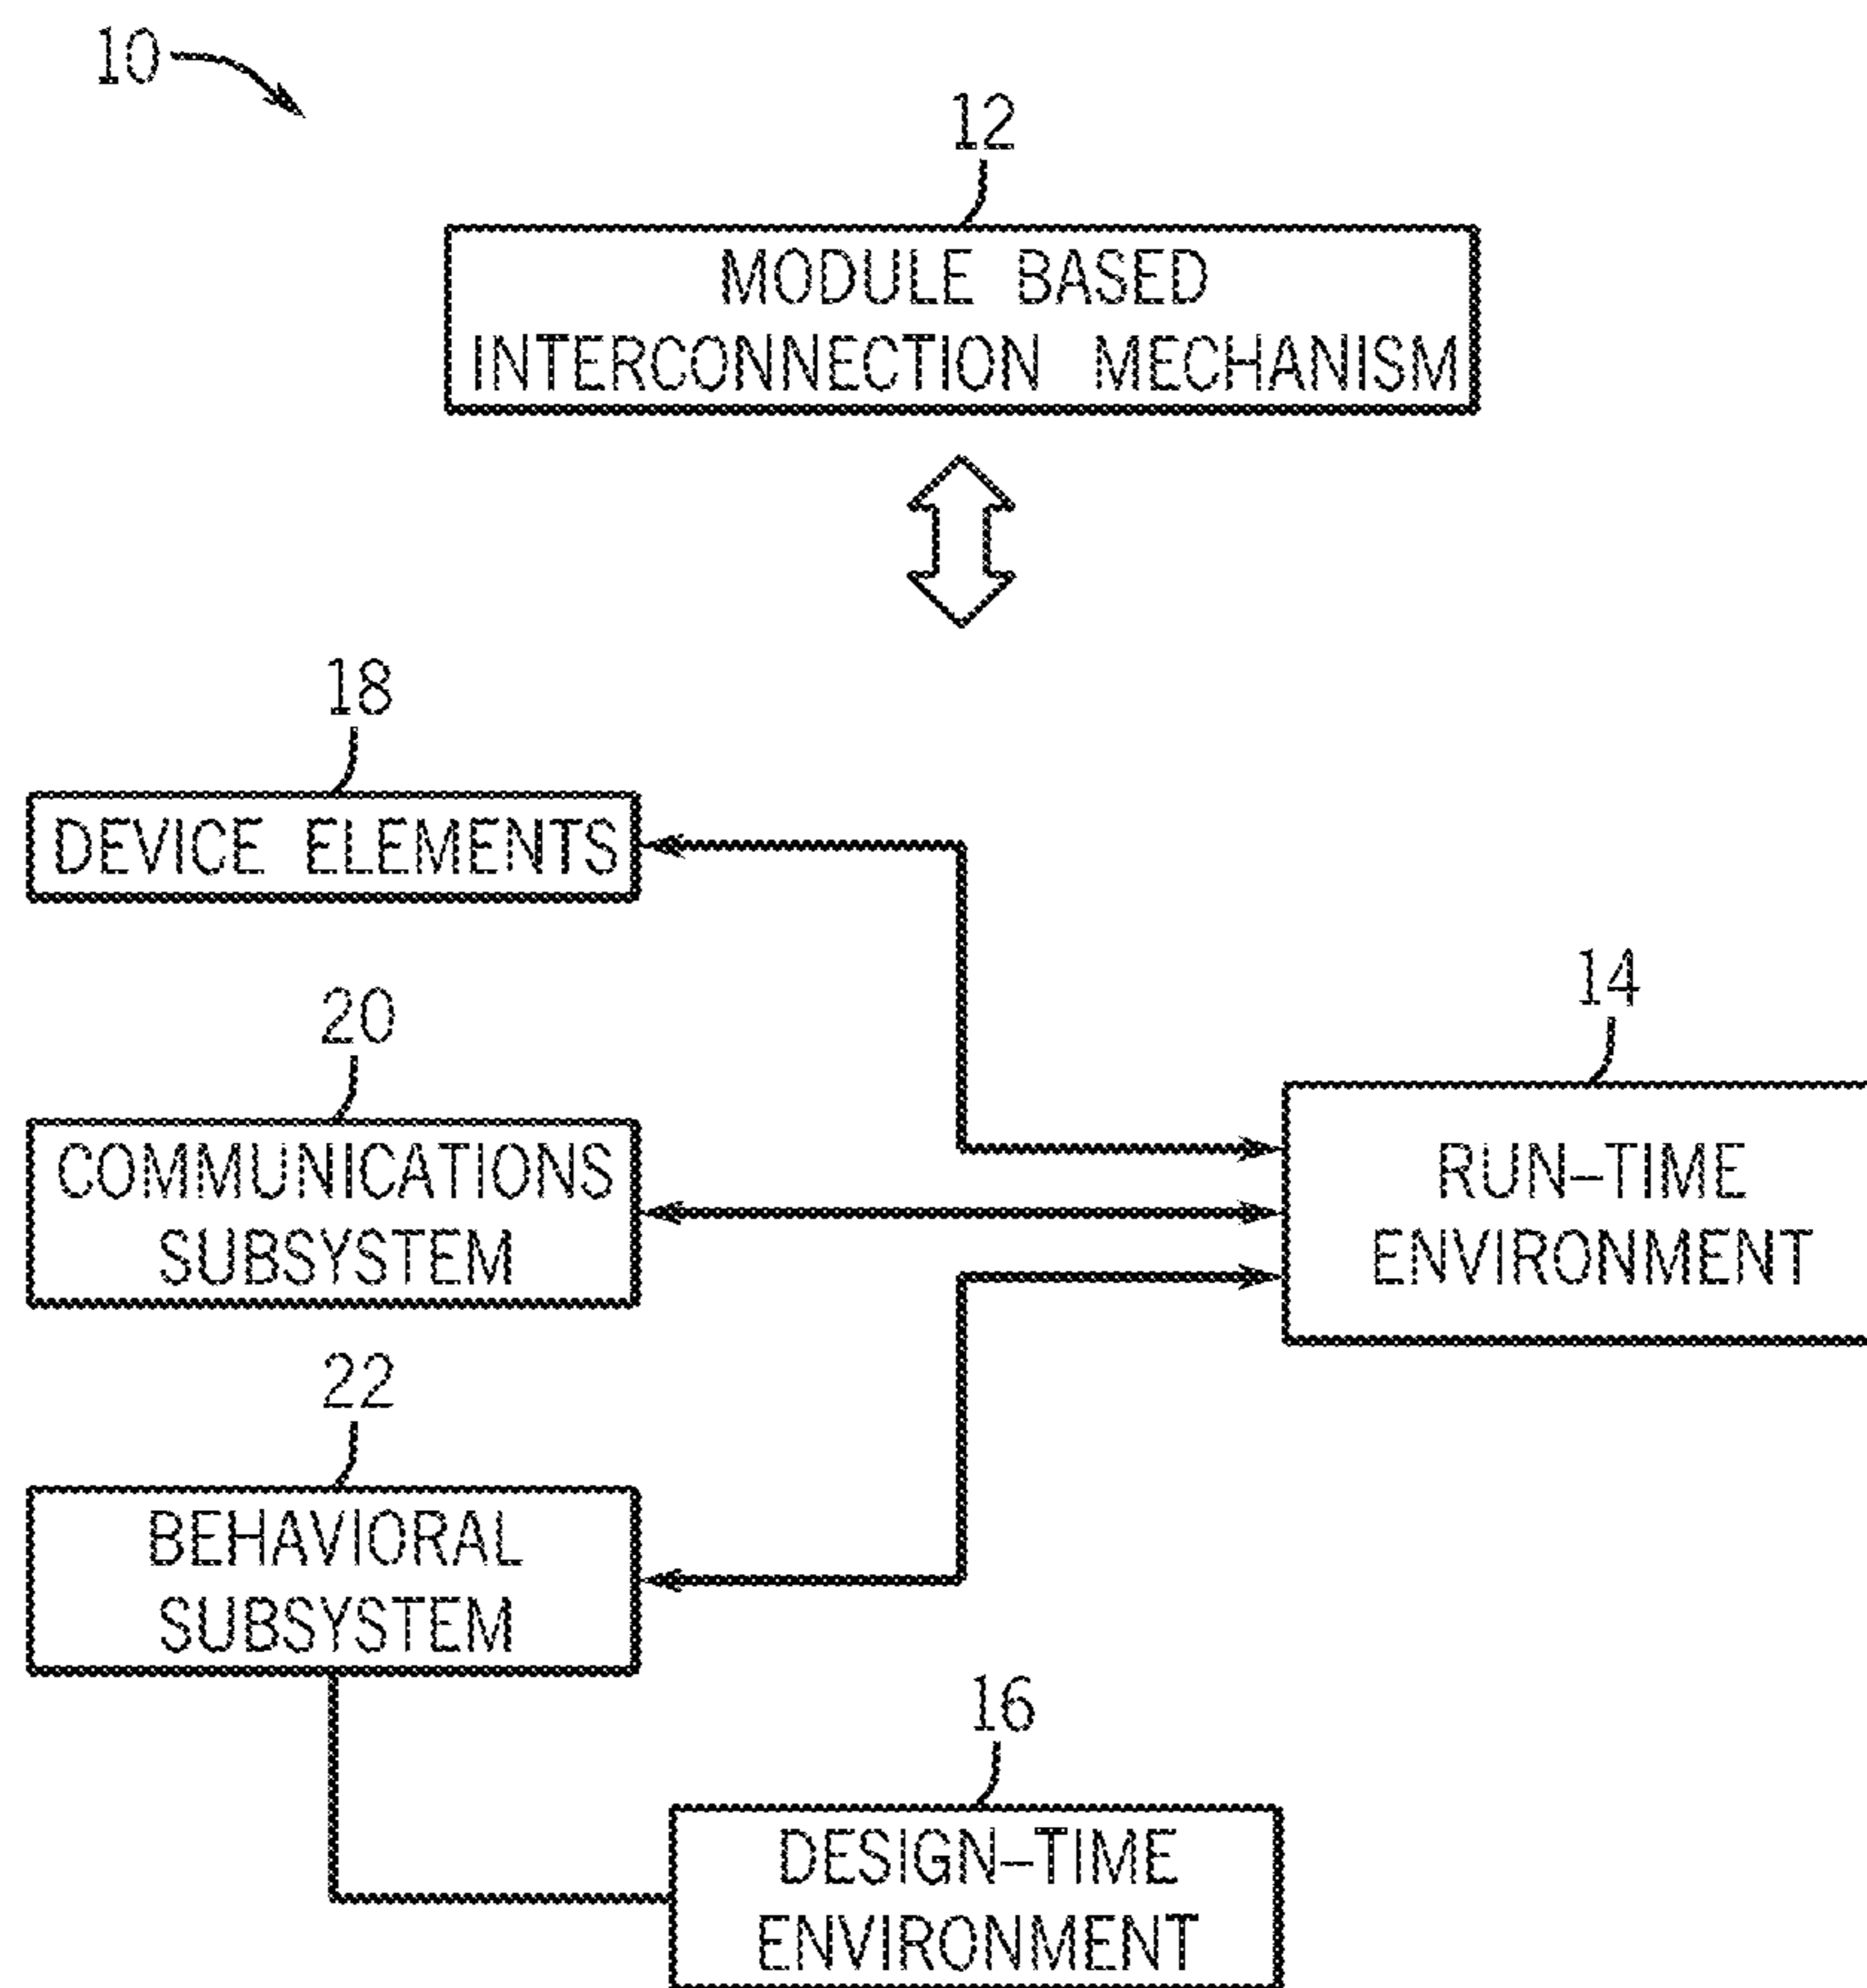 10
12
MODULE BASED
INTERCONNECTION MECHANISM
18
DEVICE ELEMENTS
20
COMMUNICATIONS
SUBSYSTEM
14
RUN-TIME
ENVIRONMENT
22
BEHAVIORAL
SUBSYSTEM
16
DESIGN-TIME
ENVIRONMENT